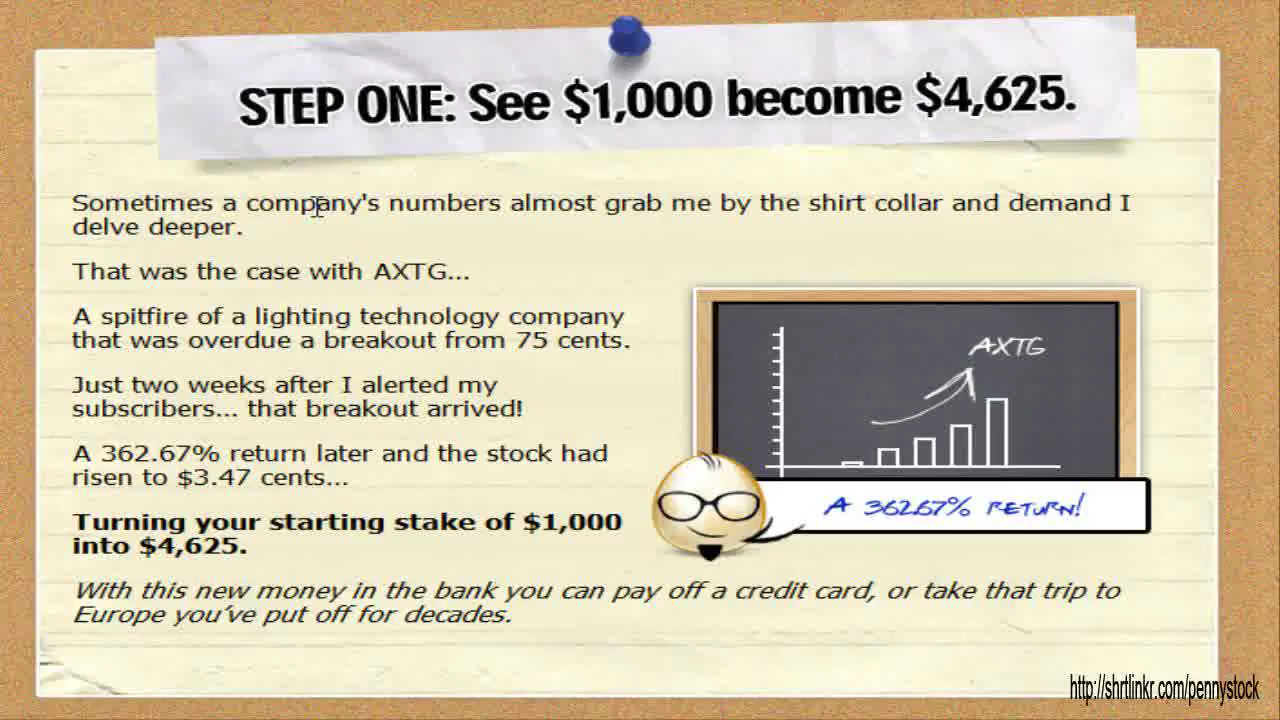 STEP ONE: See $1,000 become $4,625.
Sometimes a company's numbers almost grab me by the shirt collar and demand I
delve deeper.
That was the case with AXTG...
A spitfire of a lighting technology company
that was overdue a breakout from 75 cents.
Just two weeks after I alerted my
subscribers... that breakout arrived!
A 362.67% return later and the stock had
risen to $3.47 cents...
Turning your starting stake of $1,000
into $4,625.
AXTG
A 362.67% RETURN!
With this new money in the bank you can pay off a credit card, or take that trip to
Europe you’ve put off for decades.
http://shrtlinkr.com/pennystock